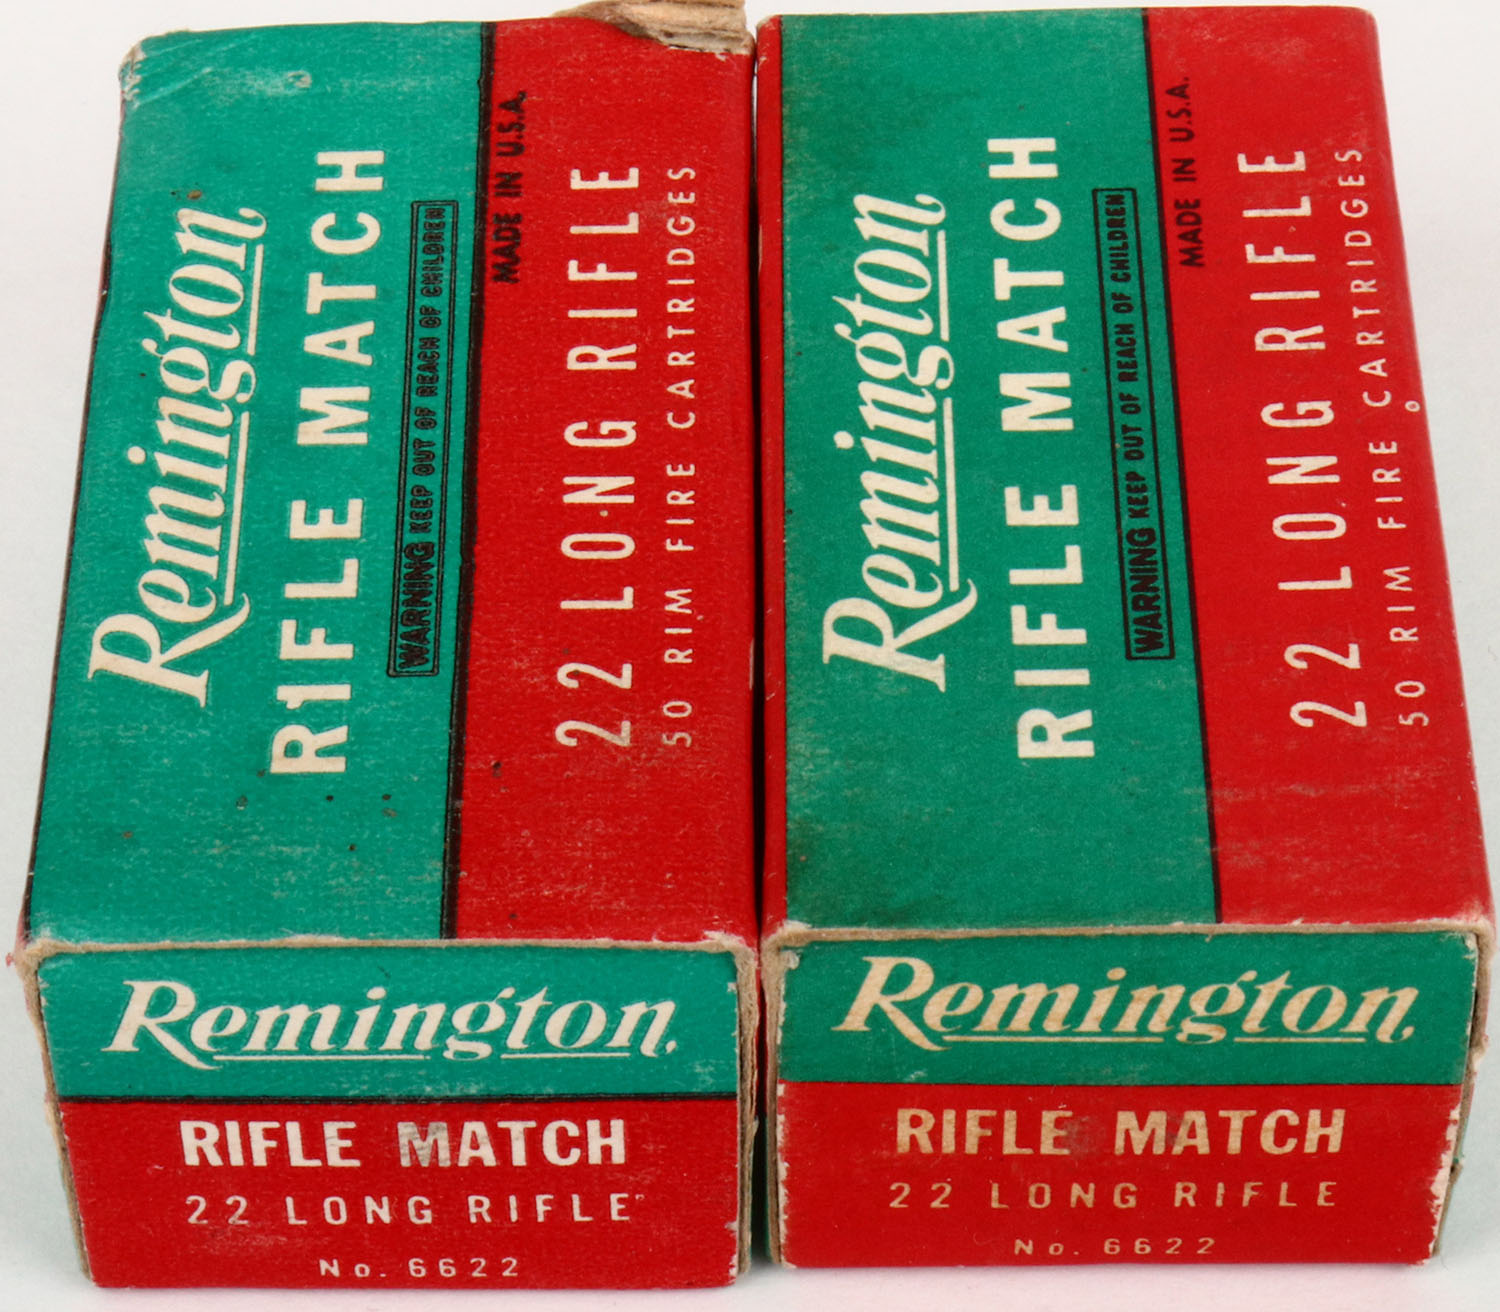 Remington
RIFLE MATCH
WARNING KEEP OUT OF REACH OF CHILDREN
MADE IN U.S.A.
22 LONG RIFLE
50 RIM FIRE CARTRIDGES
Remington
RIFLE MATCH
22 LONG RIFLE
No. 6622
Remington
RIFLE MATCH
WARNING KEEP OUT OF REACH OF CHILDREN
MADE IN U.S.A.
22 LONG RIFLE
50 RIM FIRE CARTRIDGES
Remington
RIFLE MATCH
22 LONG RIFLE
No. 6622